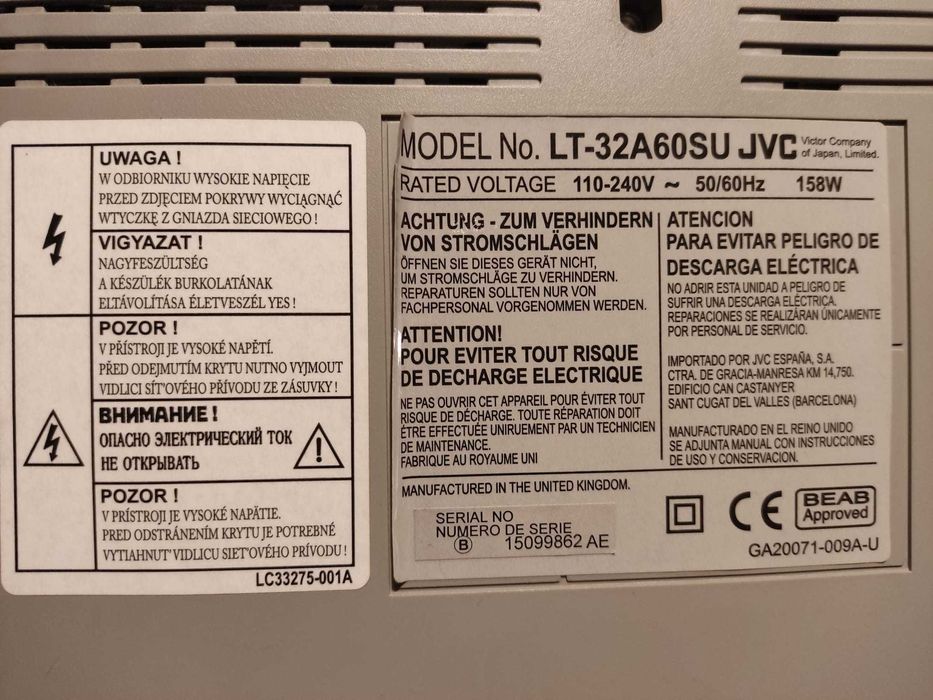 UWAGA !
W ODBIORNIKU WYSOKIE NAPIĘCIE
PRZED ZDJĘCIEM POKRYWY WYCIĄGNĄĆ
WTYCZKĘ Z GNIAZDA SIECIOWEGO !
VIGYAZAT !
NAGYFESZÜLTSÉG
A KÉSZÜLÉK BURKOLATÁNAK
ELTÁVOLÍTÁSA ÉLETVESZÉL YES !
POZOR !
V PŘÍSTROJI JE VYSOKÉ NAPĚTÍ.
PŘED ODEJMUTÍM KRYTU NUTNO VYJMOUT
VIDLICI SÍT'OVÉHO PŘÍVODU ZE ZÁSUVKY !
ВНИМАНИЕ !
ОПАСНО ЭЛЕКТРИЧЕСКИЙ ТОК
НЕ ОТКРЫВАТЬ
POZOR !
V PRÍSTROJI JE VYSOKÉ NAPÄTIE.
PRED ODSTRÁNENÍM KRYTU JE POTREBNÉ
VYTIAHNUT' VIDLICU SIET'OVÉHO PRÍVODU !
LC33275-001A
MODEL No. LT-32A60SU JVC Victor Company
of Japan, Limited.
RATED VOLTAGE 110-240V ~ 50/60Hz 158W
ACHTUNG - ZUM VERHINDERN
VON STROMSCHLÄGEN
ÖFFNEN SIE DIESES GERÄT NICHT,
UM STROMSCHLÄGE ZU VERHINDERN.
REPARATUREN SOLLTEN NUR VON
FACHPERSONAL VORGENOMMEN WERDEN.
ATTENTION!
POUR EVITER TOUT RISQUE
DE DECHARGE ELECTRIQUE
NE PAS OUVRIR CET APPAREIL POUR ÉVITER TOUT
RISQUE DE DÉCHARGE. TOUTE RÉPARATION DOIT
ÊTRE EFFECTUÉE UNIRUEMENT PAR UN TECHNICIEN
DE MAINTENANCE.
FABRIQUE AU ROYAUME UNI
ATENCION
PARA EVITAR PELIGRO DE
DESCARGA ELÉCTRICA
NO ADRIR ESTA UNIDAD A PELIGRO DE
SUFRIR UNA DESCARGA ELÉCTRICA.
REPARACIONES SE REALIZÁRAN ÚNICAMENTE
POR PERSONAL DE SERVICIO.
IMPORTADO POR JVC ESPAÑA, S.A.
CTRA. DE GRACIA-MANRESA KM 14,750.
EDIFICIO CAN CASTANYER
SANT CUGAT DEL VALLES (BARCELONA)
MANUFACTURADO EN EL REINO UNIDO
SE ADJUNTA MANUAL CON INSTRUCCIONES
DE USO Y CONSERVACION.
MANUFACTURED IN THE UNITED KINGDOM.
SERIAL NO
NUMERO DE SERIE
B 15099862 AE
CE
BEAB
Approved
GA20071-009A-U